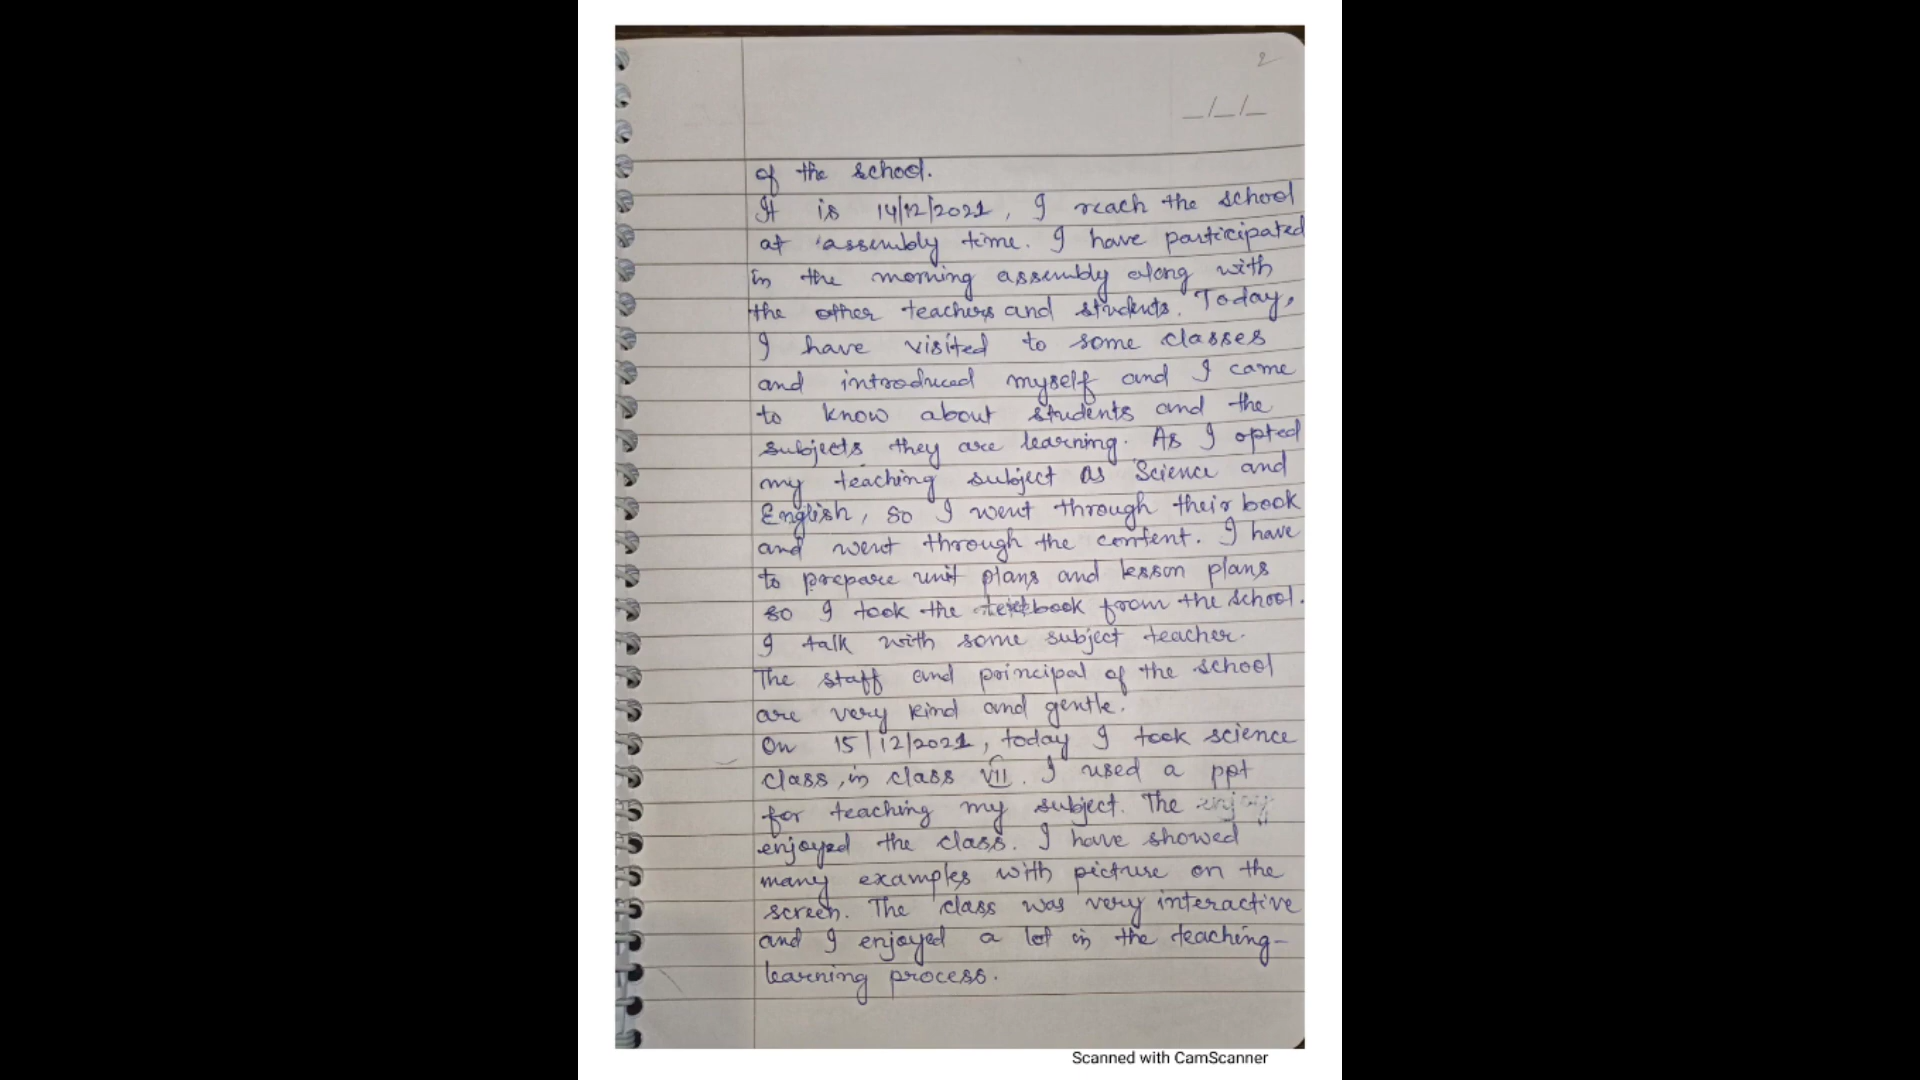 2
_/_/_
of the school.
It is 14/12/2021, I reach the school
at assembly time. I have participated
in the morning assembly along with
the other teachers and students. Today,
I have visited to some classes
and introduced myself and I came
to know about students and the
subjects they are learning. As I opted
my teaching subject as Science and
English, so I went through their book
and went through the content. I have
to prepare unit plans and lesson plans
so I took the textbook from the school.
I talk with some subject teacher.
The staff and principal of the school
are very kind and gentle.
On 15/12/2021, today I took science
class, in class VII. I used a ppt
for teaching my subject. The
enjoyed the class. I have showed
many examples with picture on the
screen. The class was very interactive
and I enjoyed a lot in the teaching-
learning process.
Scanned with CamScanner